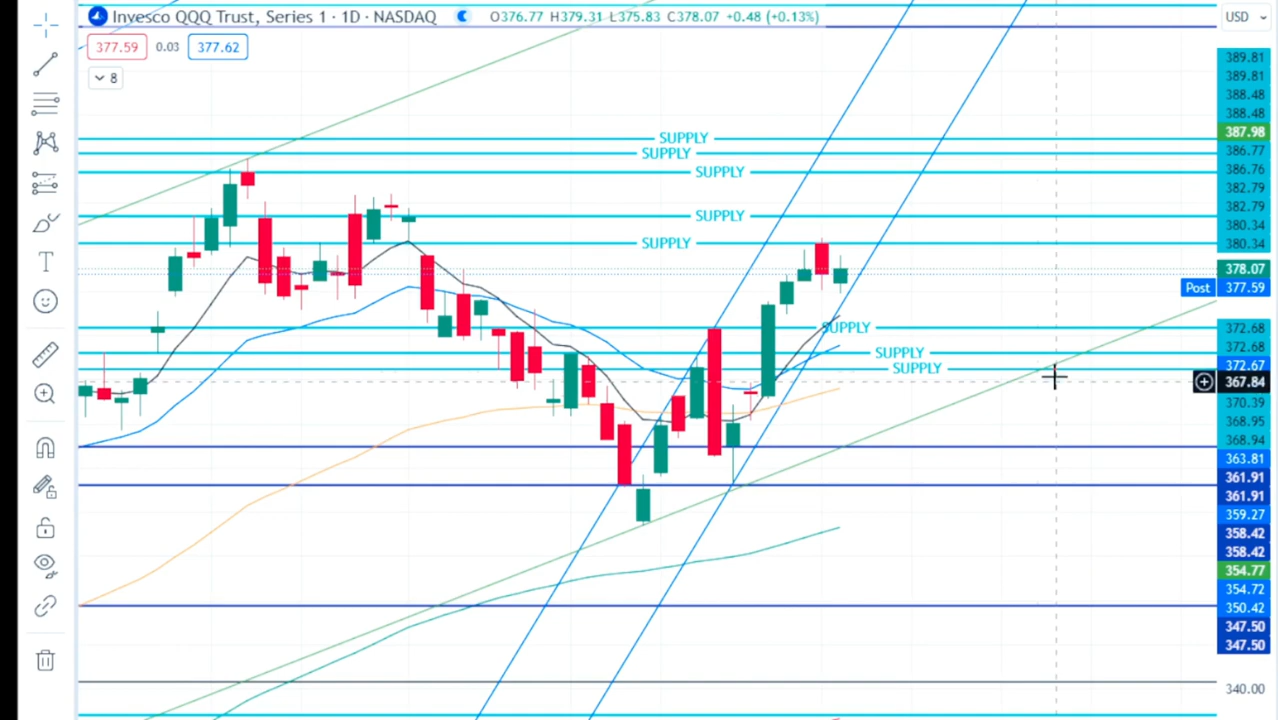 Invesco QQQ Trust, Series 1 · 1D · NASDAQ O376.77 H379.31 L375.83 C378.07 +0.48 (+0.13%) USD
377.59 0.03 377.62
8
389.81
389.81
388.48
388.48
SUPPLY 387.98
SUPPLY 386.77
SUPPLY 386.76
382.79
382.79
SUPPLY 380.34
SUPPLY 380.34
378.07
Post 377.59
SUPPLY 372.68
SUPPLY 372.68
SUPPLY 372.67
367.84
370.39
368.95
368.94
363.81
361.91
361.91
359.27
358.42
358.42
354.77
354.72
350.42
347.50
347.50
340.00